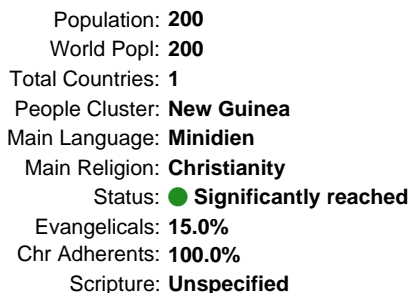 Population: 200
World Popl: 200
Total Countries: 1
People Cluster: New Guinea
Main Language: Minidien
Main Religion: Christianity
Status: Significantly reached
Evangelicals: 15.0%
Chr Adherents: 100.0%
Scripture: Unspecified